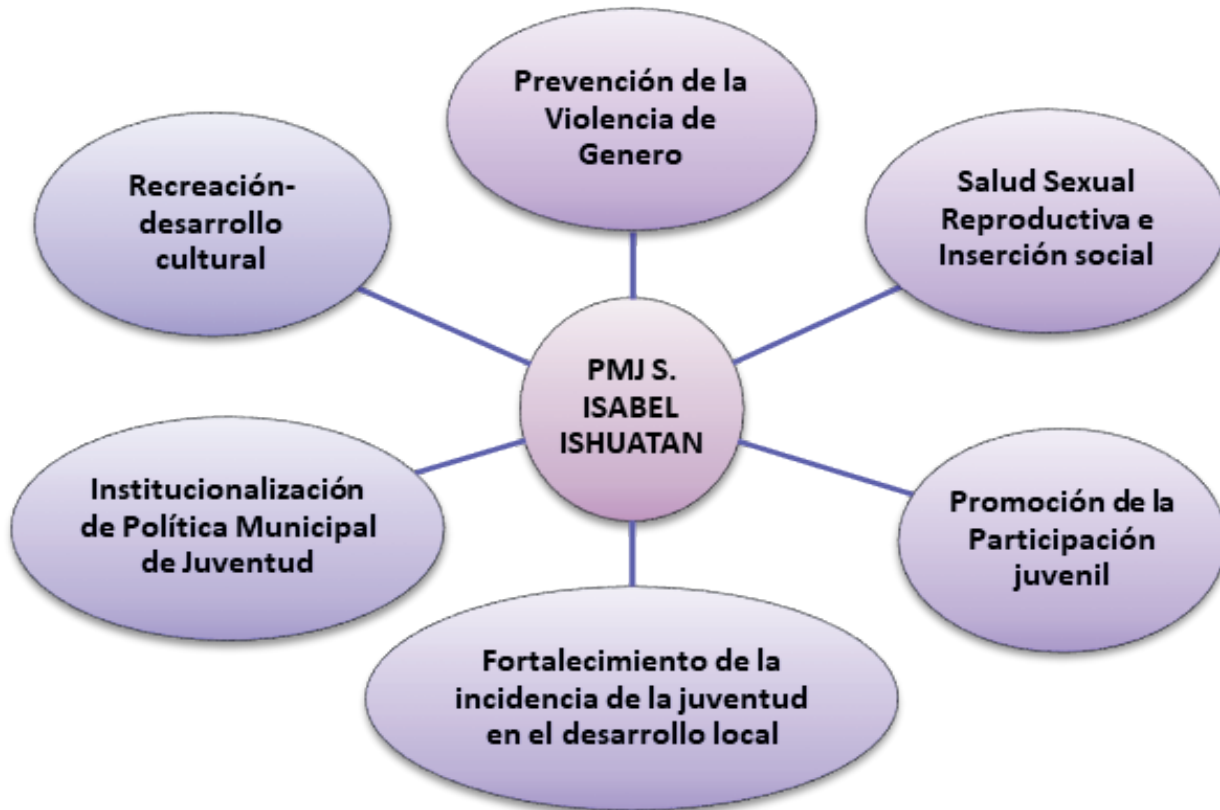 Prevención de la
Violencia de
Genero
Recreación-
desarrollo
cultural
Salud Sexual
Reproductiva e
Inserción social
PMJ S.
ISABEL
ISHUATAN
Institucionalización
de Política Municipal
de Juventud
Promoción de la
Participación
juvenil
Fortalecimiento de la
incidencia de la juventud
en el desarrollo local